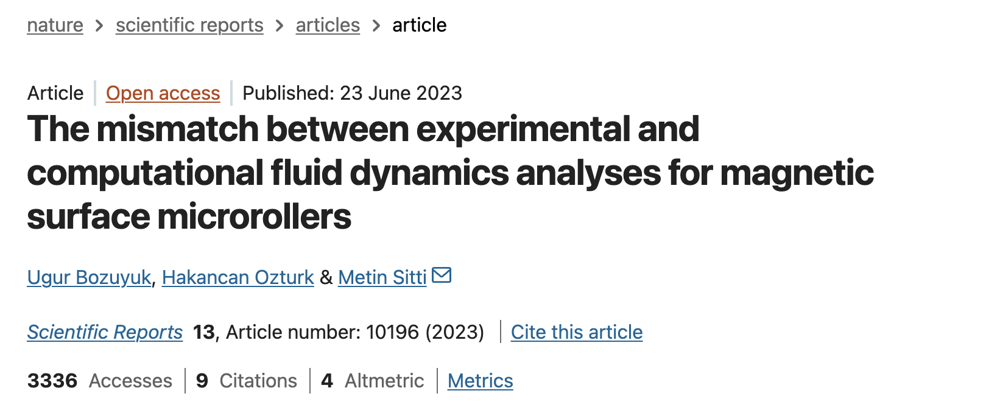 nature > scientific reports > articles > article
Article | Open access | Published: 23 June 2023
The mismatch between experimental and
computational fluid dynamics analyses for magnetic
surface microrollers
Ugur Bozuyuk, Hakancan Ozturk & Metin Sitti
Scientific Reports 13, Article number: 10196 (2023) | Cite this article
3336 Accesses | 9 Citations | 4 Altmetric | Metrics